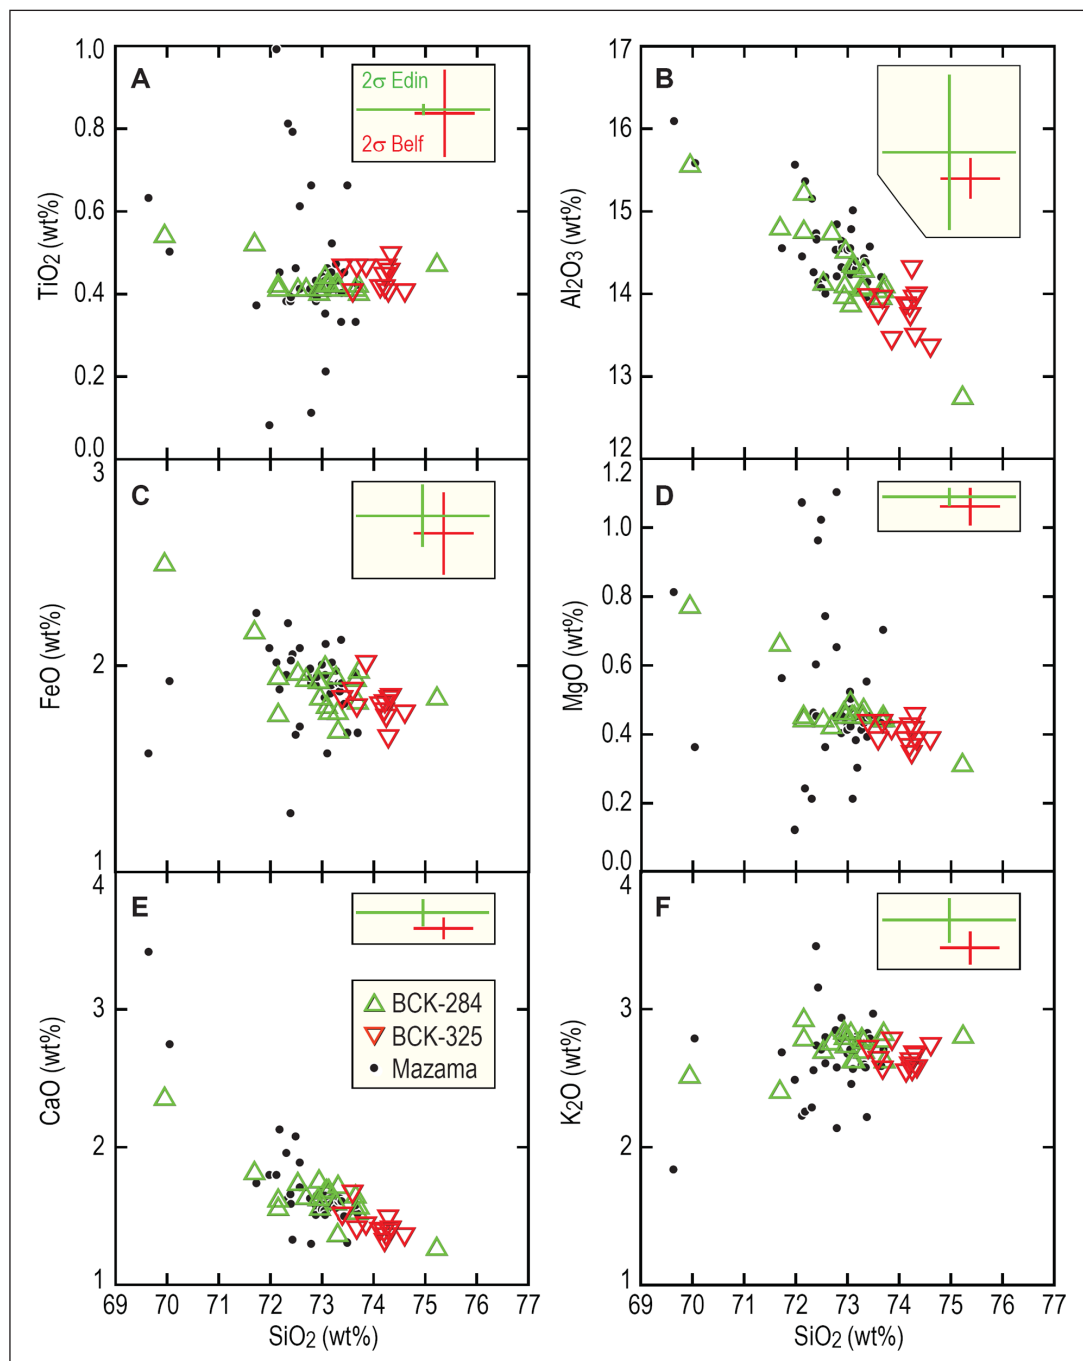 A
2σ Edin
2σ Belf
TiO2 (wt%)
1.0
0.8
0.6
0.4
0.2
0.0
B
Al2O3 (wt%)
17
16
15
14
13
12
C
FeO (wt%)
3
2
1
D
MgO (wt%)
1.2
1.0
0.8
0.6
0.4
0.2
0.0
E
CaO (wt%)
4
3
2
1
BCK-284
BCK-325
Mazama
69 70 71 72 73 74 75 76 77
SiO2 (wt%)
F
K2O (wt%)
4
3
2
1
69 70 71 72 73 74 75 76 77
SiO2 (wt%)